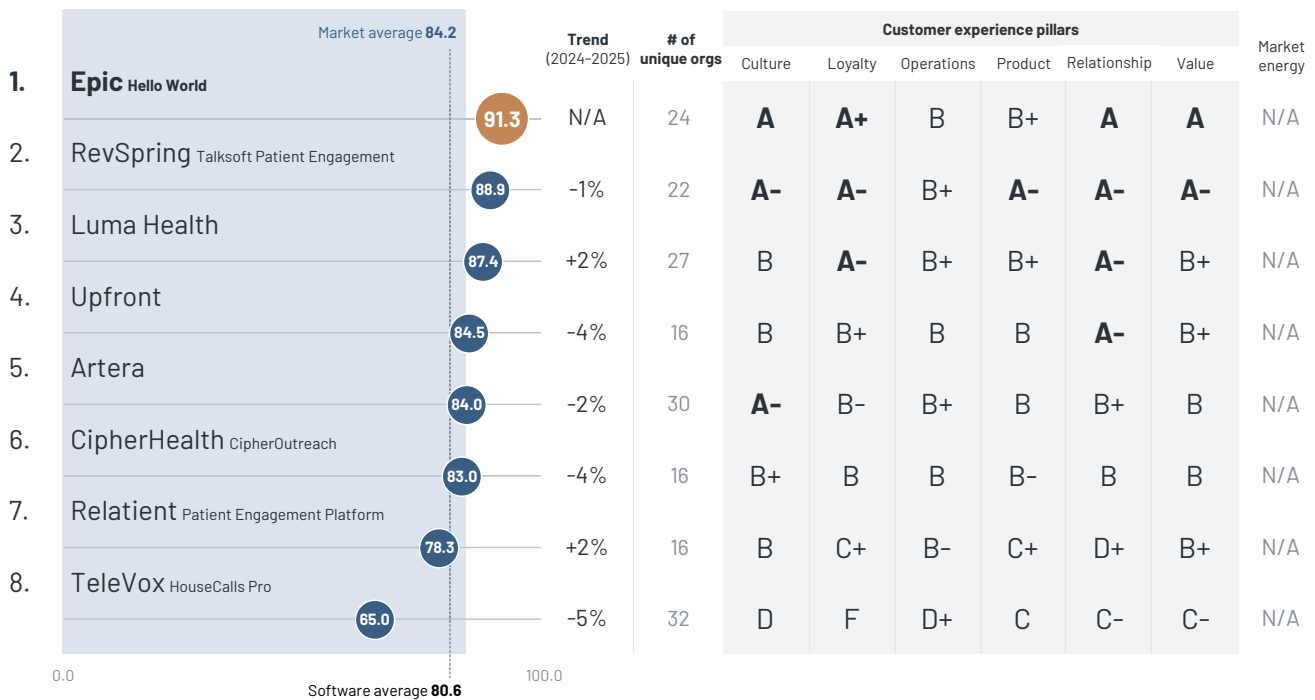 Market average 84.2
Trend
(2024-2025)
# of
unique orgs
Customer experience pillars
Culture Loyalty Operations Product Relationship Value
Market
energy
1. Epic Hello World
91.3 N/A 24 A A+ B B+ A A N/A
2. RevSpring Talksoft Patient Engagement
88.9 -1% 22 A- A- B+ A- A- A- N/A
3. Luma Health
87.4 +2% 27 B A- B+ B+ A- B+ N/A
4. Upfront
84.5 -4% 16 B B+ B B A- B+ N/A
5. Artera
84.0 -2% 30 A- B- B+ B B+ B N/A
6. CipherHealth CipherOutreach
83.0 -4% 16 B+ B B B- B B N/A
7. Relatient Patient Engagement Platform
78.3 +2% 16 B C+ B- C+ D+ B+ N/A
8. TeleVox HouseCalls Pro
65.0 -5% 32 D F D+ C C- C- N/A
0.0 100.0
Software average 80.6